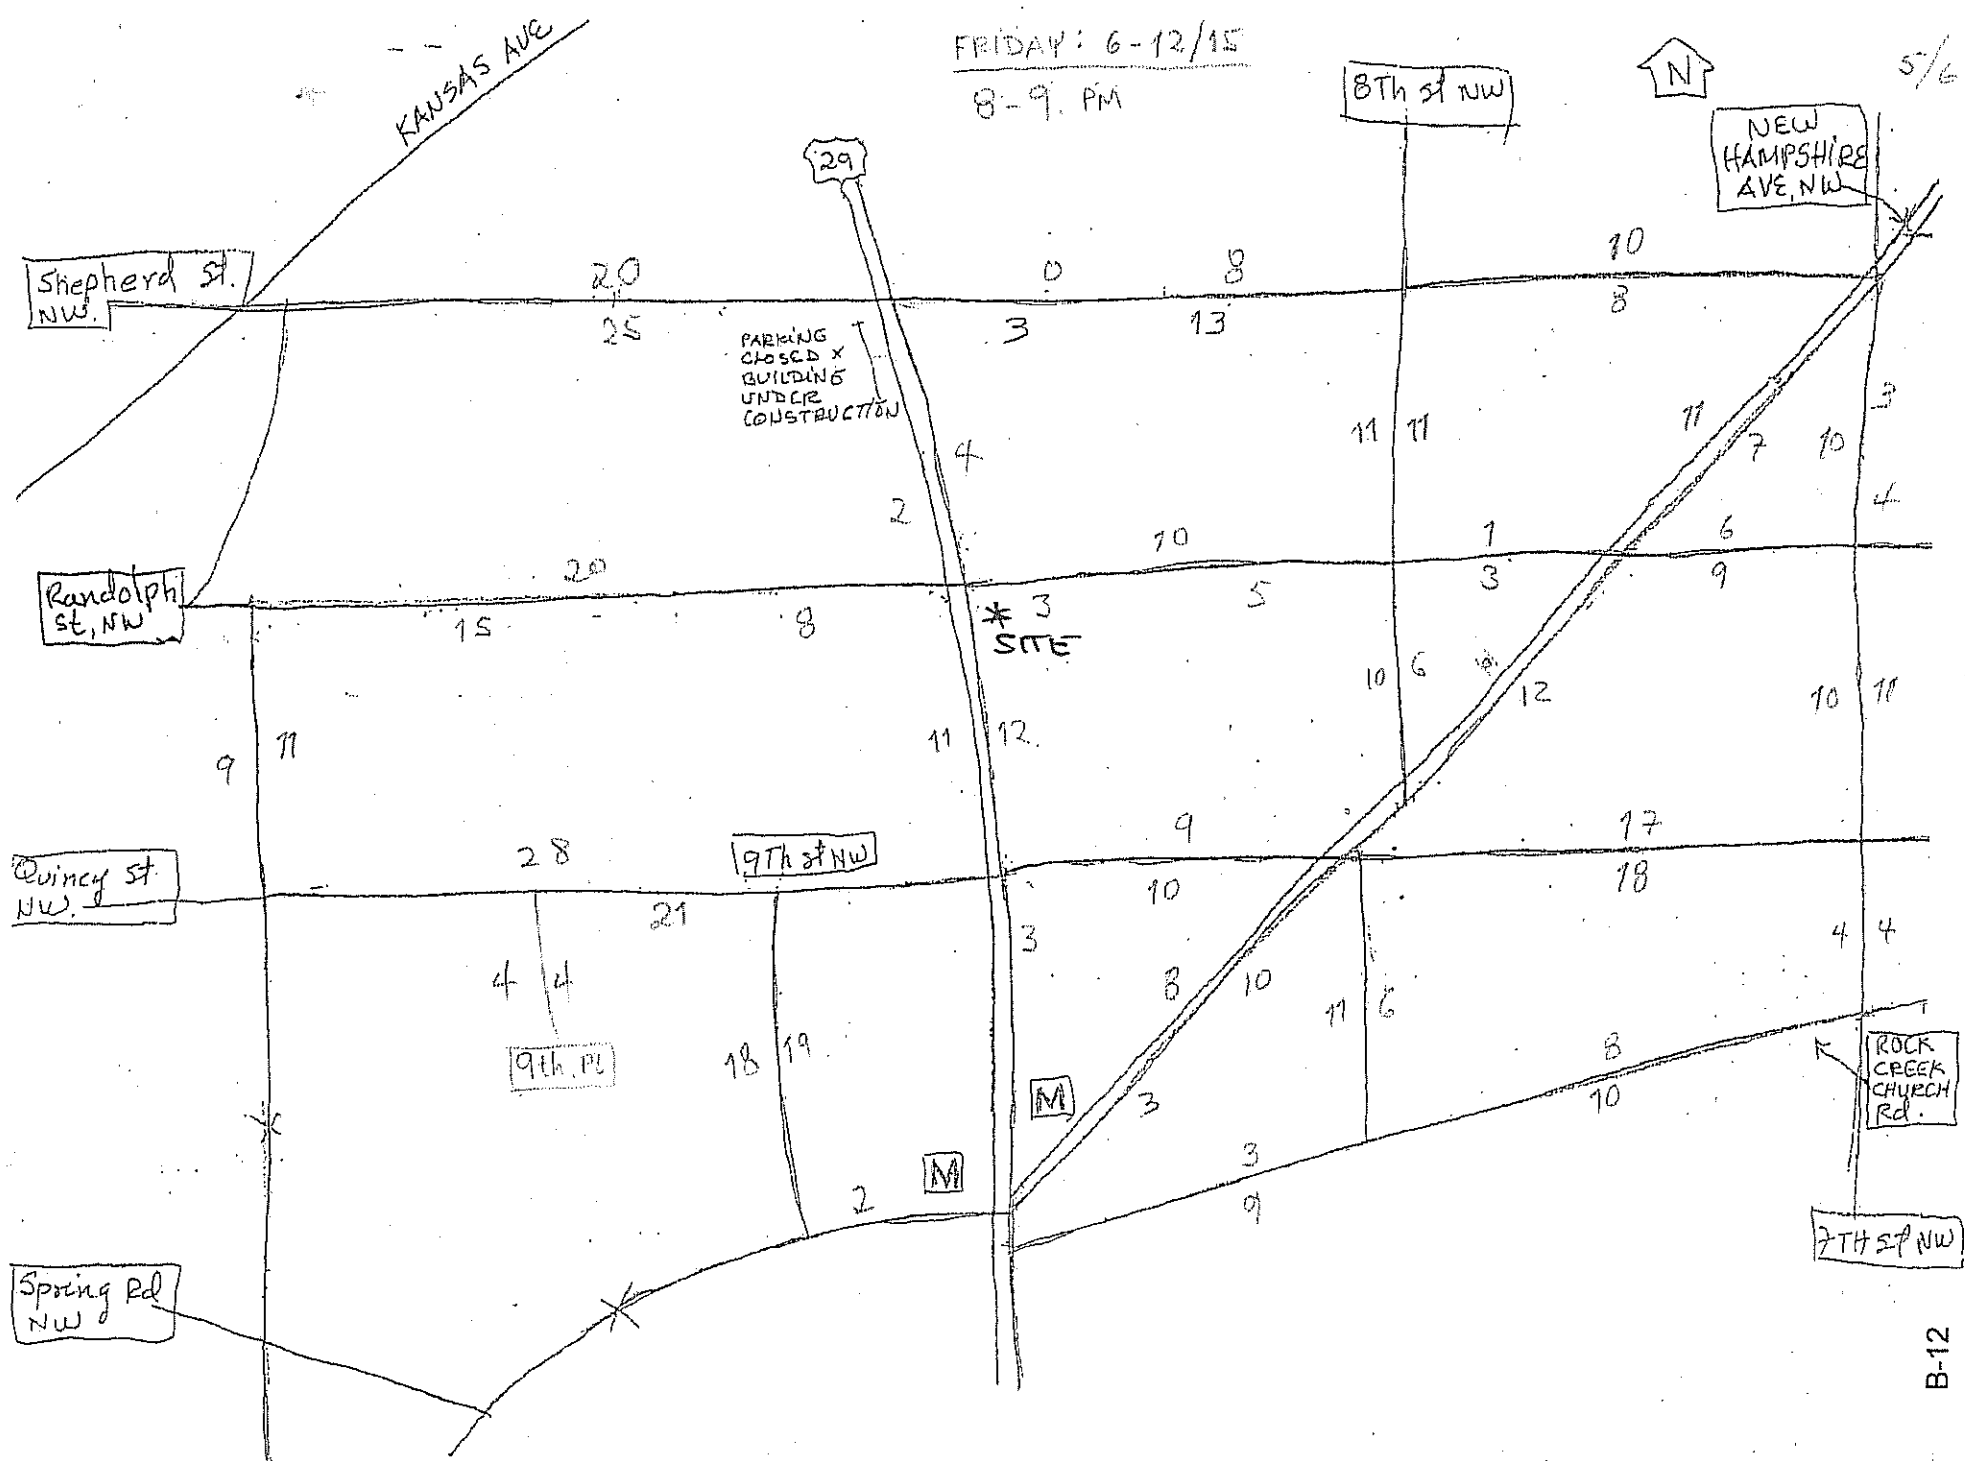 KANSAS AVE
FRIDAY: 6-12/15
8-9. PM
8Th st NW
N
5/6
NEW
HAMPSHIRE
AVE, NW
29
Shepherd St.
NW.
20
0
8
10
25
3
13
8
PARKING
CLOSED X
BUILDING
UNDER
CONSTRUCTION
4
2
11
11
11
7
10
3
4
Randolph
St, NW
20
10
1
6
15
8
3
5
3
9
*
SITE
10
6
12
10
11
9
11
11
12
Quincy St.
NW.
28
9Th st NW
9
17
21
10
18
3
4
4
4
4
8
10
11
6
9th. Pl
18
19
M
3
8
10
ROCK
CREEK
CHURCH
Rd.
M
2
3
9
7TH ST NW
Spring Rd
NW
B-12